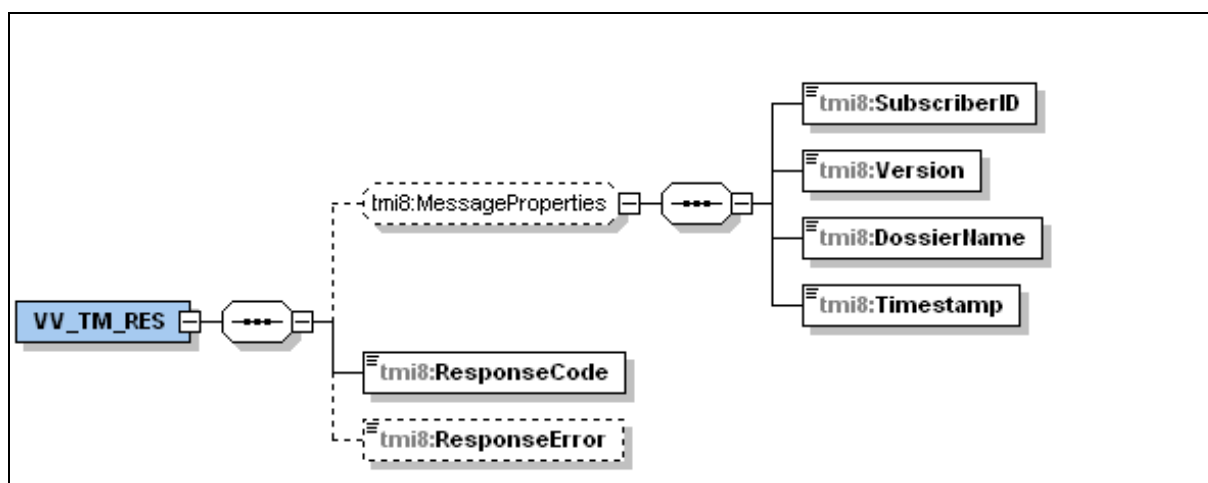 tmi8:SubscriberID
tmi8:Version
tmi8:MessageProperties
tmi8:DossierName
tmi8:Timestamp
VV_TM_RES
tmi8:ResponseCode
tmi8:ResponseError